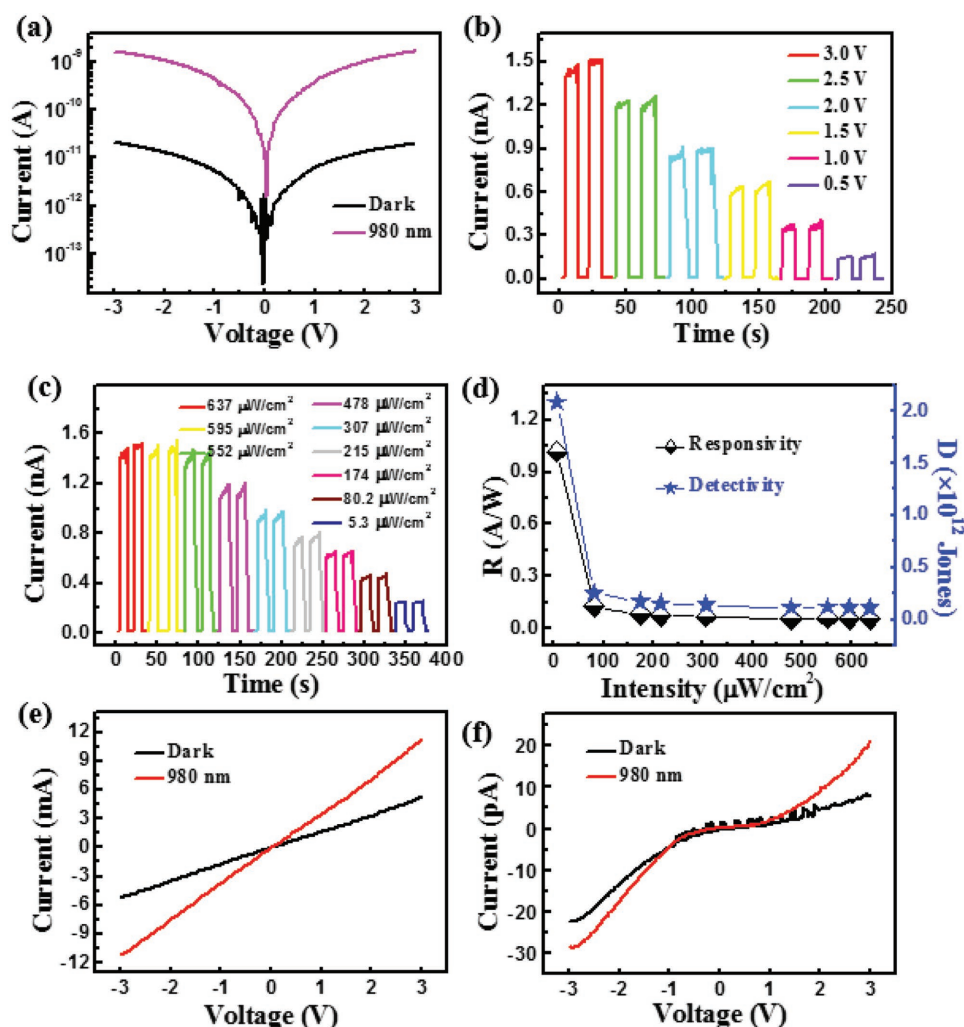 (a)
10⁻⁹
10⁻¹⁰
10⁻¹¹
10⁻¹²
10⁻¹³
Current (A)
Dark
980 nm
-3 -2 -1 0 1 2 3
Voltage (V)
(b)
1.5
1.2
0.9
0.6
0.3
0.0
Current (nA)
3.0 V
2.5 V
2.0 V
1.5 V
1.0 V
0.5 V
0 50 100 150 200 250
Time (s)
(c)
1.6
1.2
0.8
0.4
0.0
Current (nA)
637 μW/cm²
595 μW/cm²
552 μW/cm²
478 μW/cm²
307 μW/cm²
215 μW/cm²
174 μW/cm²
80.2 μW/cm²
5.3 μW/cm²
0 50 100 150 200 250 300 350 400
Time (s)
(d)
1.2
0.9
0.6
0.3
0.0
R (A/W)
Responsivity
Detectivity
2.0
1.5
1.0
0.5
0.0
D (×10¹² Jones)
0 100 200 300 400 500 600
Intensity (μW/cm²)
(e)
12
9
6
3
0
-3
-6
-9
-12
Current (mA)
Dark
980 nm
-3 -2 -1 0 1 2 3
Voltage (V)
(f)
20
10
0
-10
-20
-30
Current (pA)
Dark
980 nm
-3 -2 -1 0 1 2 3
Voltage (V)